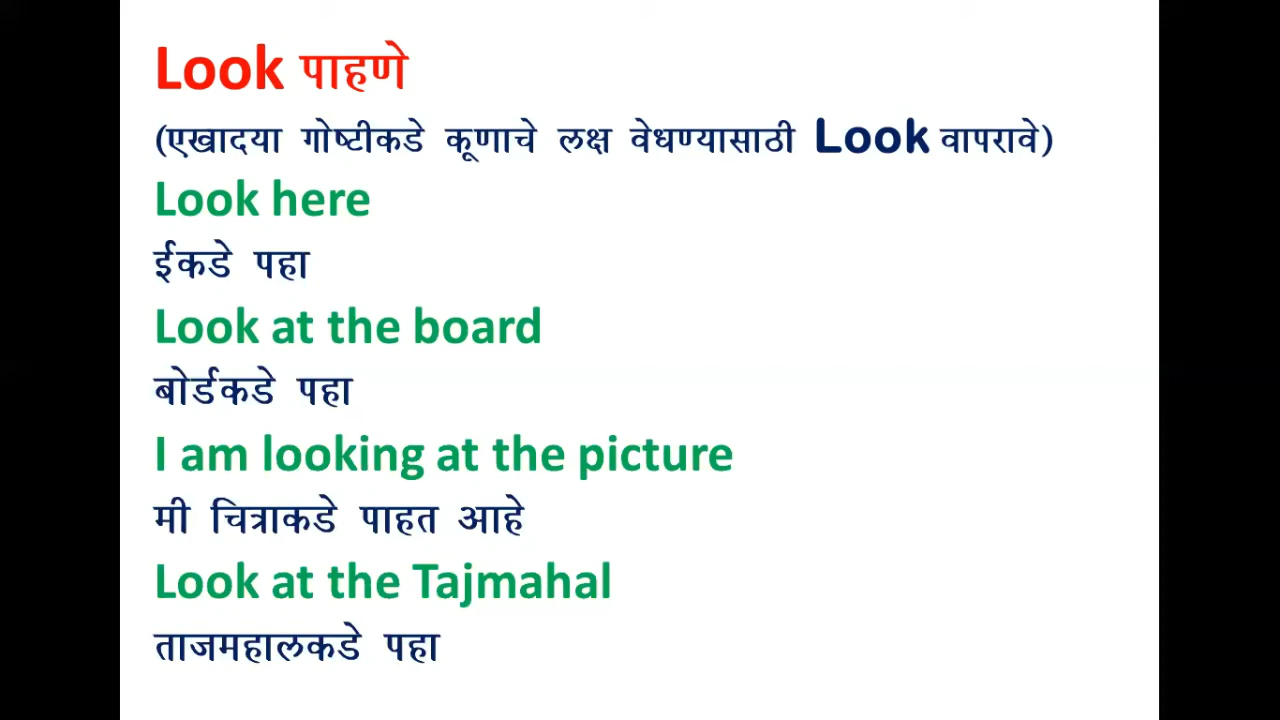 Look पाहणे
(एखादया गोष्टीकडे कूणाचे लक्ष वेधण्यासाठी Look वापरावे)
Look here
ईकडे पहा
Look at the board
बोर्डकडे पहा
I am looking at the picture
मी चित्राकडे पाहत आहे
Look at the Tajmahal
ताजमहालकडे पहा